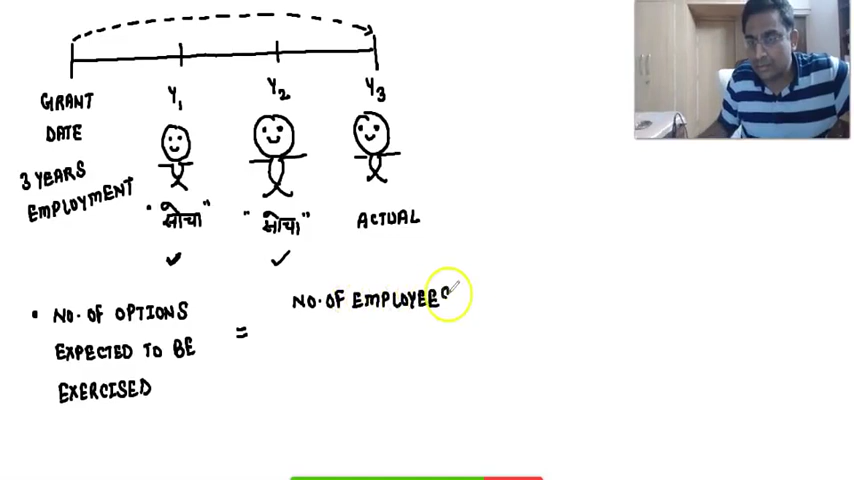 GRANT
DATE
Y1
Y2
Y3
3 YEARS
EMPLOYMENT
"सोचा"
"सोचा"
ACTUAL
• NO. OF OPTIONS
EXPECTED TO BE
EXERCISED
=
NO. OF EMPLOYEES